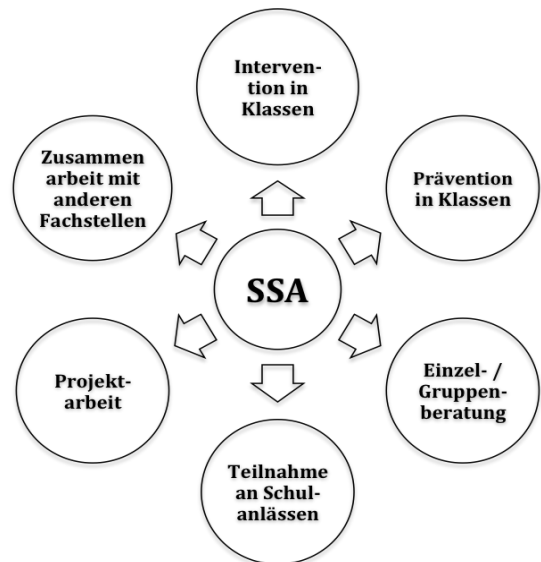 Interven-
tion in
Klassen
Zusammen
arbeit mit
anderen
Fachstellen
Prävention
in Klassen
SSA
Projekt-
arbeit
Einzel- /
Gruppen-
beratung
Teilnahme
an Schul-
anlässen